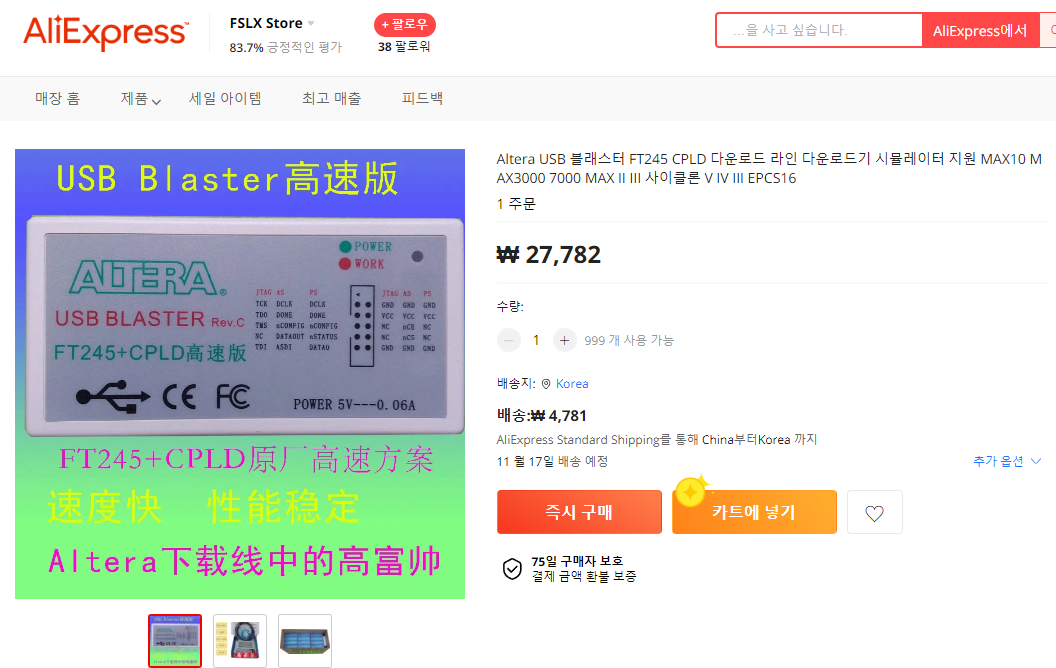 AliExpress™
FSLX Store
83.7% 긍정적인 평가
+ 팔로우
38 팔로워
...을 사고 싶습니다.
AliExpress에서
매장 홈
제품
세일 아이템
최고 매출
피드백
USB Blaster高速版
POWER
WORK
ALTERA®
USB BLASTER Rev.C
FT245+CPLD高速版
JTAG AS PS
TCK DCLK DCLK
TDO DONE DONE
TMS nCONFIG nCONFIG
NC DATAOUT nSTATUS
TDI ASDI DATAO
JTAG AS PS
GND GND GND
VCC VCC VCC
NC nCE NC
NC nCS NC
GND GND GND
CE FC
POWER 5V---0.06A
FT245+CPLD原厂高速方案
速度快 性能稳定
Altera下载线中的高富帅
Altera USB 블래스터 FT245 CPLD 다운로드 라인 다운로드기 시뮬레이터 지원 MAX10 M
AX3000 7000 MAX II III 사이클론 V IV III EPCS16
1 주문
₩ 27,782
수량:
1
999 개 사용 가능
배송지: Korea
배송:₩ 4,781
AliExpress Standard Shipping를 통해 China부터Korea 까지
11 월 17일 배송 예정
추가 옵션
즉시 구매
카트에 넣기
75일 구매자 보호
결제 금액 환불 보증